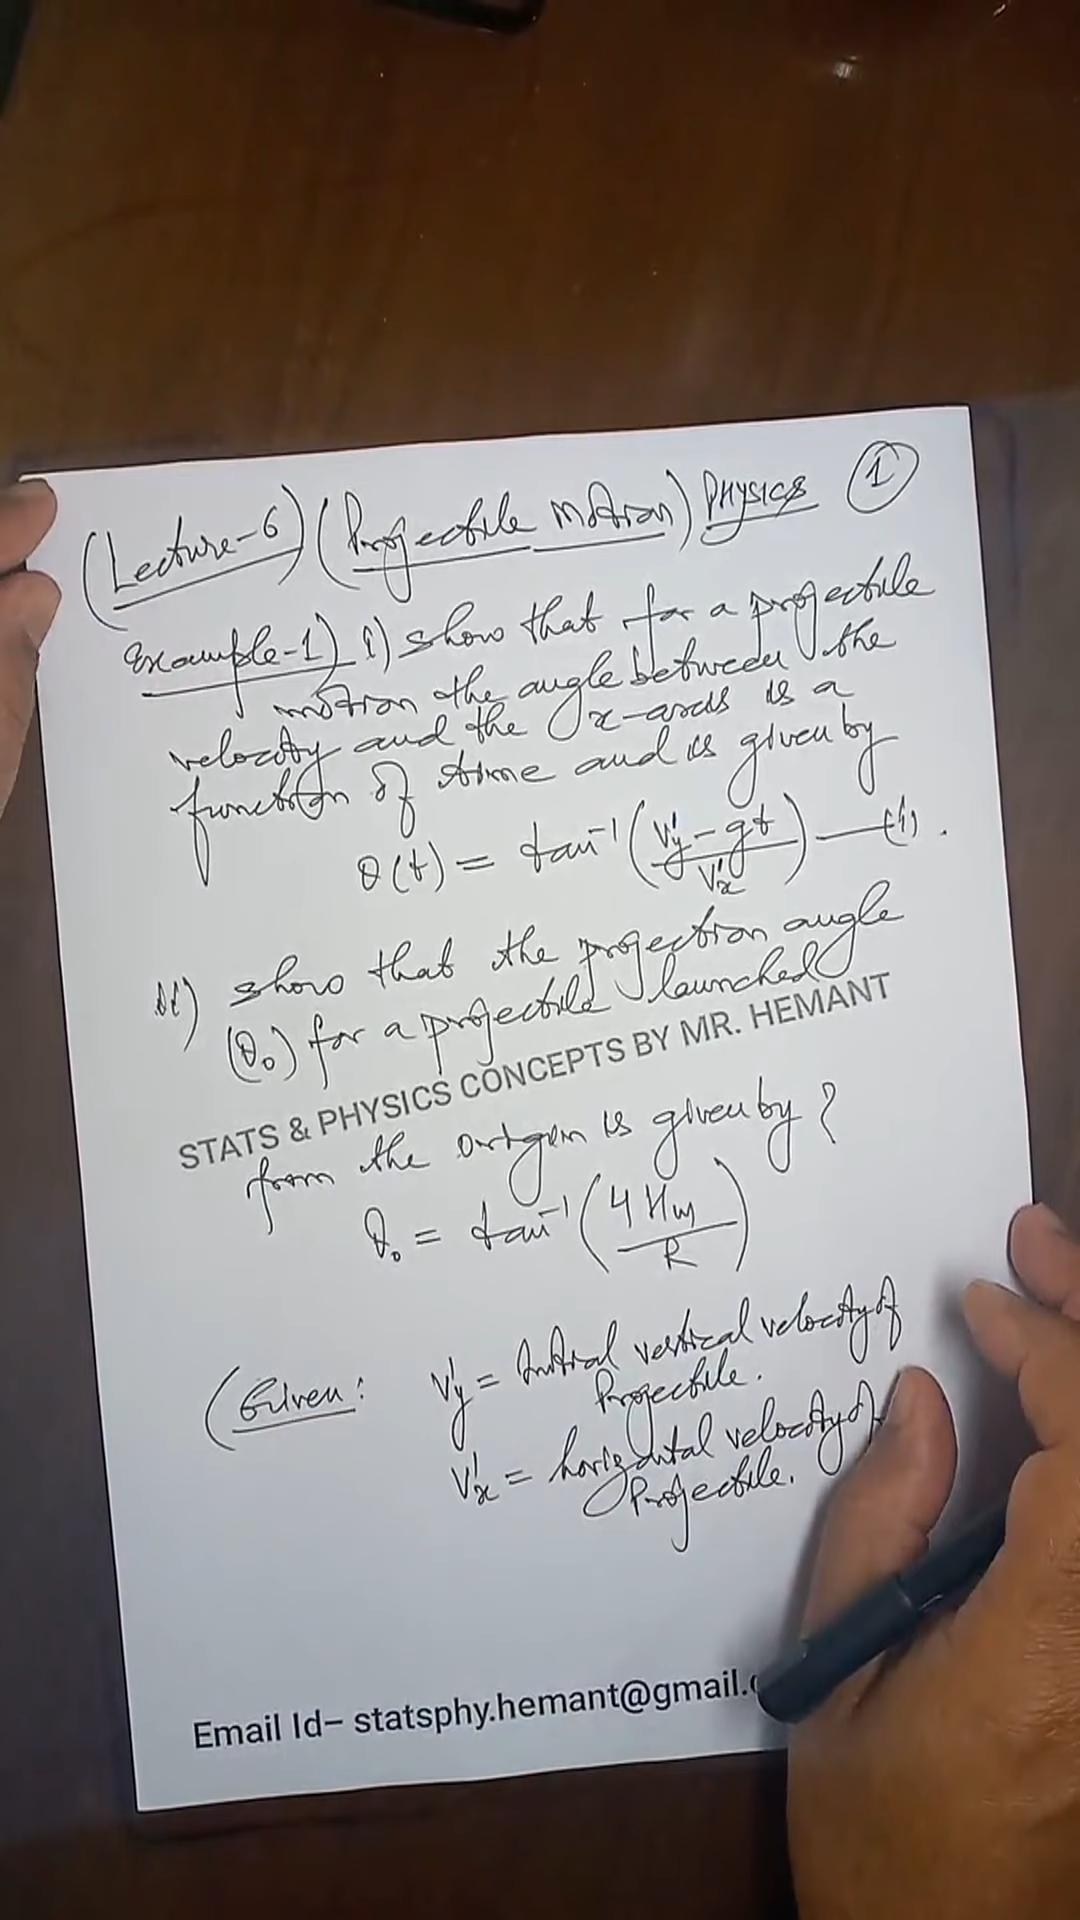 (Lecture-6) (Projectile motion) PHYSICS 1
Example-1) i) show that for a projectile
motion the angle between the
velocity and the x-axis is a
function of time and is given by
θ(t) = tan⁻¹ (V'y - gt / V'x) — (i).
ii) show that the projection angle
(θ₀) for a projectile launched
STATS & PHYSICS CONCEPTS BY MR. HEMANT
from the origin is given by?
θ₀ = tan⁻¹ (4Hm / R)
(Given: V'y = Initial vertical velocity of
Projectile.
V'x = horizontal velocity of
Projectile.
Email Id- statsphy.hemant@gmail.c